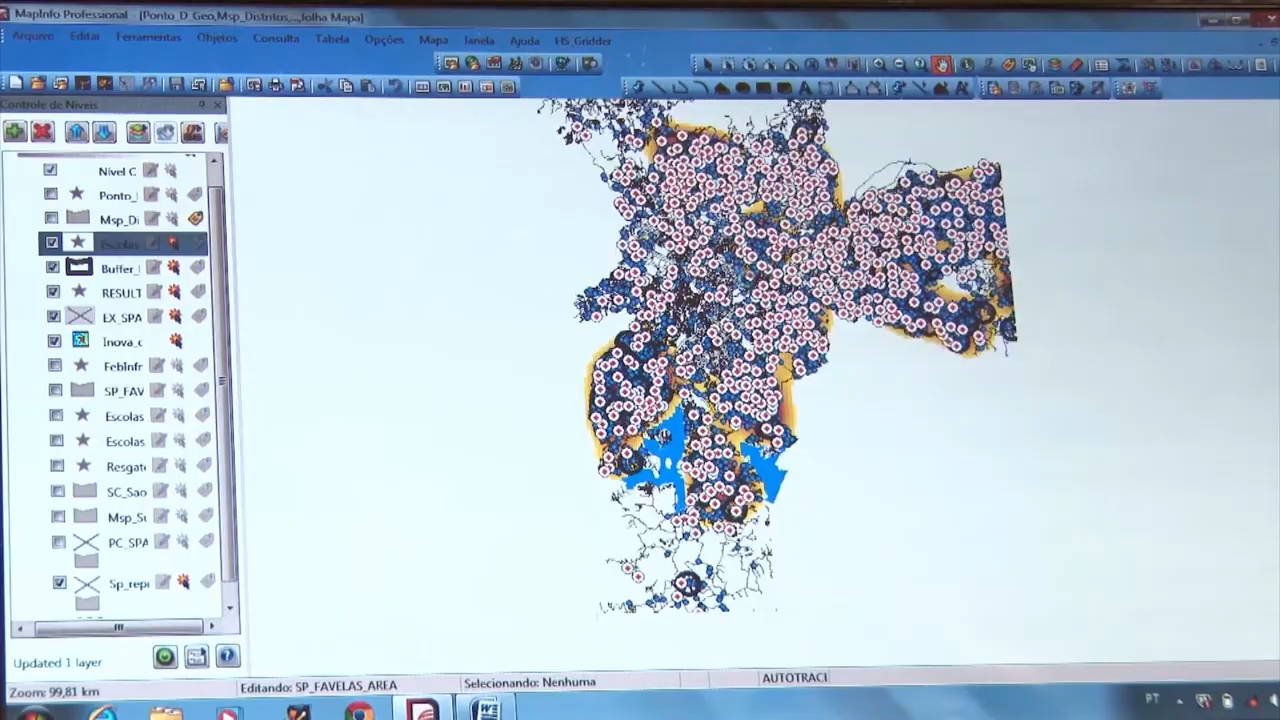 MapInfo Professional - [Ponto_D_Geo,Msp_Distritos,...,folha Mapa]
Arquivo Editar Ferramentas Objetos Consulta Tabela Opções Mapa Janela Ajuda HS_Gridder
Controle de Níveis
Nível C
Ponto_
Msp_Di
Escolas
Buffer_
RESULT
EX_SPA
Inova_c
FebInfr
SP_FAV
Escolas
Escolas
Resgat
SC_Sao
Msp_Su
PC_SPA
Sp_repr
Updated 1 layer
Zoom: 99,81 km
Editando: SP_FAVELAS_AREA
Selecionando: Nenhuma
AUTOTRACI
PT